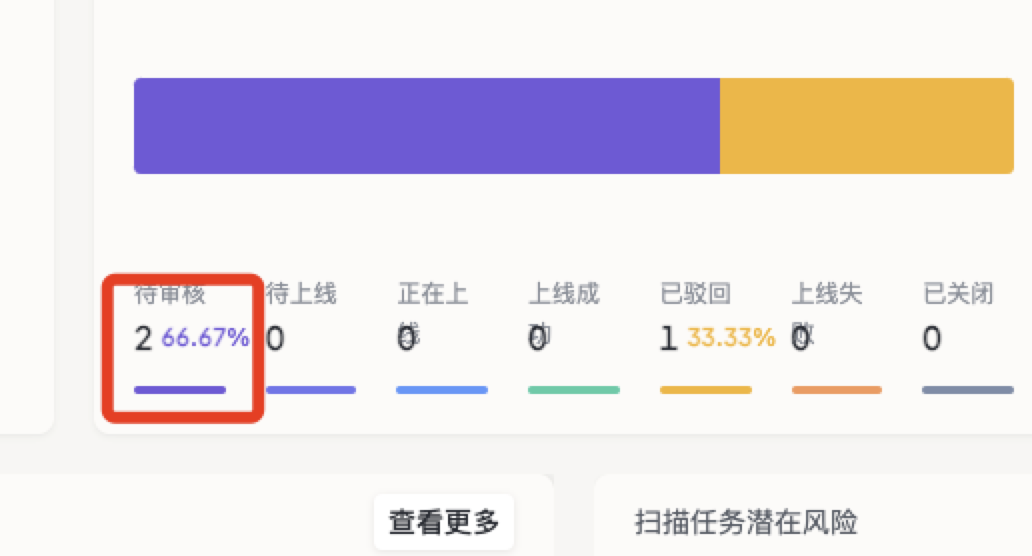 待审核
2 66.67%
待上线
0
正在上
线
0
上线成
功
0
已驳回
1 33.33%
上线失
败
0
已关闭
0
查看更多
扫描任务潜在风险